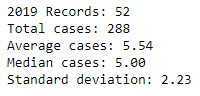 2019 Records: 52
Total cases: 288
Average cases: 5.54
Median cases: 5.00
Standard deviation: 2.23